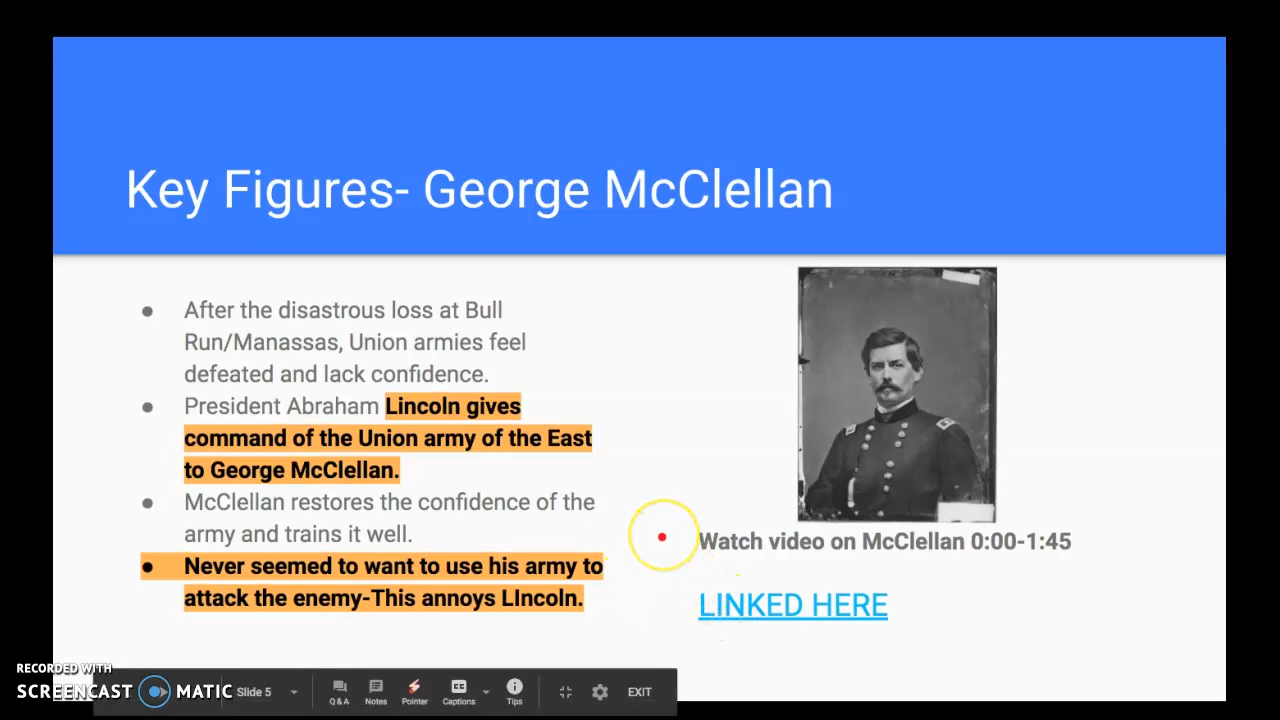 Key Figures- George McClellan
● After the disastrous loss at Bull
Run/Manassas, Union armies feel
defeated and lack confidence.
● President Abraham Lincoln gives
command of the Union army of the East
to George McClellan.
● McClellan restores the confidence of the
army and trains it well.
● Never seemed to want to use his army to
attack the enemy-This annoys LIncoln.
Watch video on McClellan 0:00-1:45
LINKED HERE
RECORDED WITH
SCREENCAST MATIC
Slide 5
Q & A
Notes
Pointer
CC
Captions
Tips
EXIT